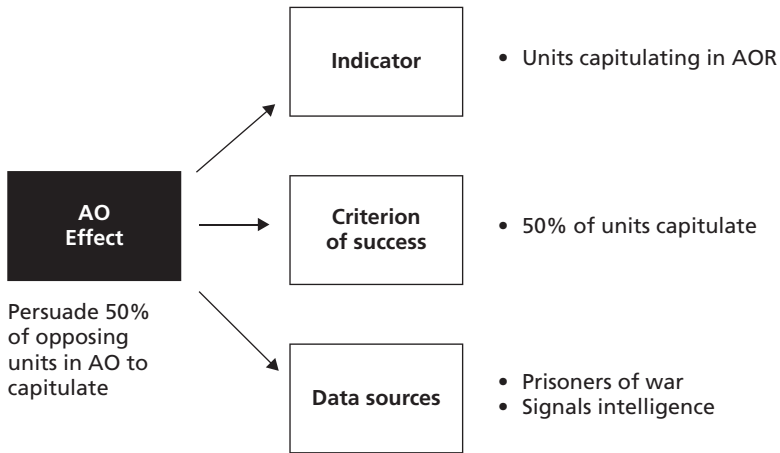 Indicator
• Units capitulating in AOR
AO
Effect
Persuade 50%
of opposing
units in AO to
capitulate
Criterion
of success
• 50% of units capitulate
Data sources
• Prisoners of war
• Signals intelligence